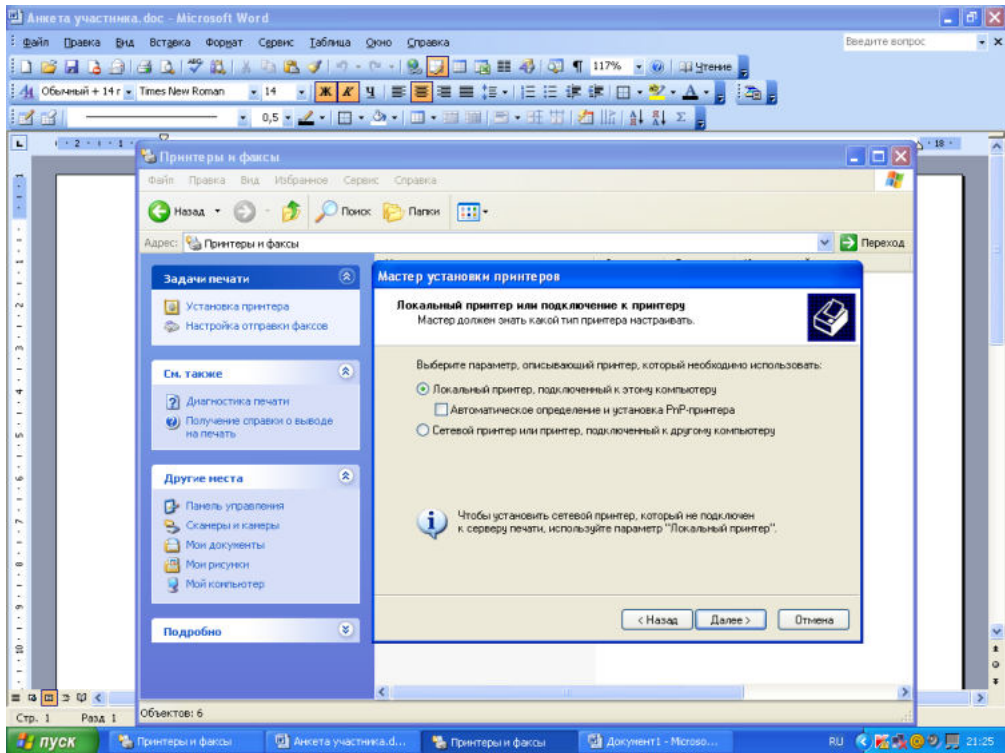 Анкета участника.doc - Microsoft Word
Файл Правка Вид Вставка Формат Сервис Таблица Окно Справка
Введите вопрос
117% Чтение
Обычный + 14 г Times New Roman 14 Ж К Ч
0,5
2 1 1 18
Принтеры и факсы
Файл Правка Вид Избранное Сервис Справка
Назад Поиск Папки
Адрес: Принтеры и факсы Переход
Задачи печати
Установка принтера
Настройка отправки факсов
См. также
Диагностика печати
Получение справки о выводе
на печать
Другие места
Панель управления
Сканеры и камеры
Мои документы
Мои рисунки
Мой компьютер
Подробно
Мастер установки принтеров
Локальный принтер или подключение к принтеру
Мастер должен знать какой тип принтера настраивать.
Выберите параметр, описывающий принтер, который необходимо использовать:
Локальный принтер, подключенный к этому компьютеру
Автоматическое определение и установка PnP-принтера
Сетевой принтер или принтер, подключенный к другому компьютеру
Чтобы установить сетевой принтер, который не подключен
к серверу печати, используйте параметр "Локальный принтер".
< Назад Далее > Отмена
Объектов: 6
Стр. 1 Разд 1
пуск Принтеры и факсы Анкета участника.d... Принтеры и факсы Документ1 - Microso... RU 21:25